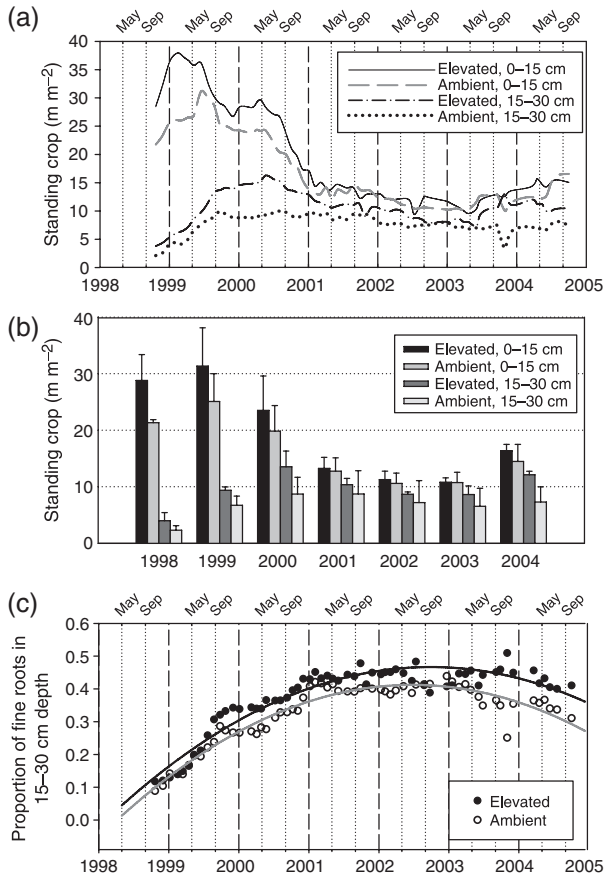 (a)
May Sep May Sep May Sep May Sep May Sep May Sep May Sep
Standing crop (m m⁻²)
40
35
30
25
20
15
10
5
0
Elevated, 0–15 cm
Ambient, 0–15 cm
Elevated, 15–30 cm
Ambient, 15–30 cm
1998 1999 2000 2001 2002 2003 2004 2005
(b)
Standing crop (m m⁻²)
40
30
20
10
0
Elevated, 0–15 cm
Ambient, 0–15 cm
Elevated, 15–30 cm
Ambient, 15–30 cm
1998 1999 2000 2001 2002 2003 2004
(c)
May Sep May Sep May Sep May Sep May Sep May Sep May Sep
Proportion of fine roots in
15–30 cm depth
0.6
0.5
0.4
0.3
0.2
0.1
0.0
Elevated
Ambient
1998 1999 2000 2001 2002 2003 2004 2005